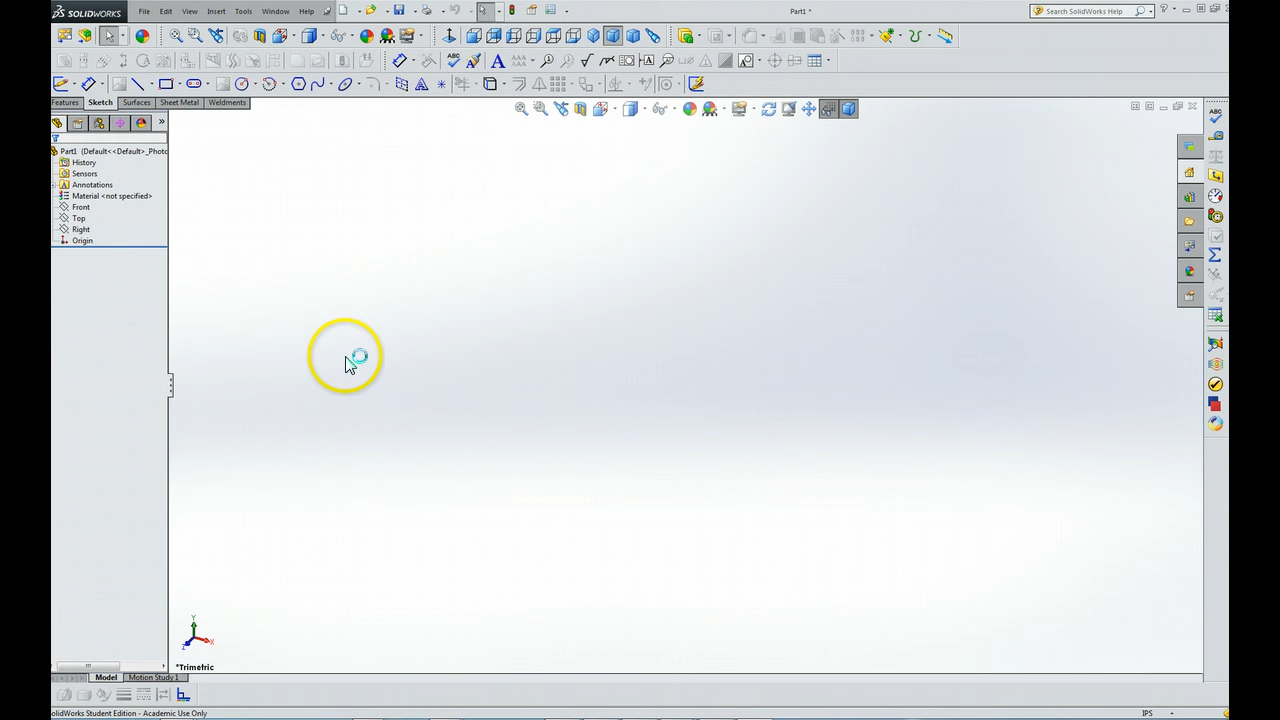 SOLIDWORKS File Edit View Insert Tools Window Help Part1 * Search SolidWorks Help
Features Sketch Surfaces Sheet Metal Weldments
Part1 (Default<<Default>_Photo
History
Sensors
Annotations
Material <not specified>
Front
Top
Right
Origin
Y
X
Z
*Trimetric
Model Motion Study 1
olidWorks Student Edition - Academic Use Only IPS